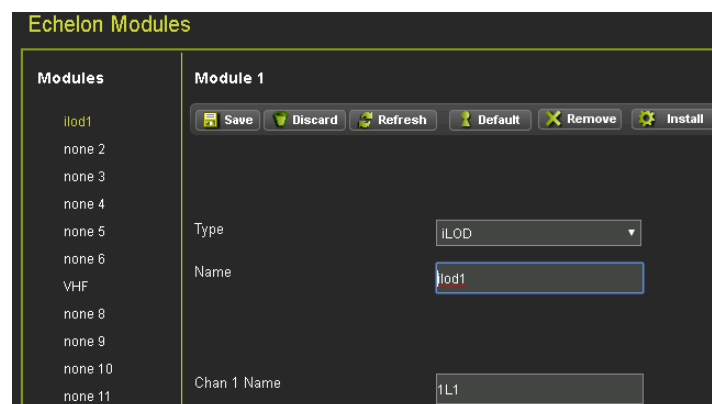 Echelon Modules
Modules
ilod1
none 2
none 3
none 4
none 5
none 6
VHF
none 8
none 9
none 10
none 11
Module 1
Save Discard Refresh Default Remove Install
Type iLOD
Name ilod1
Chan 1 Name 1L1